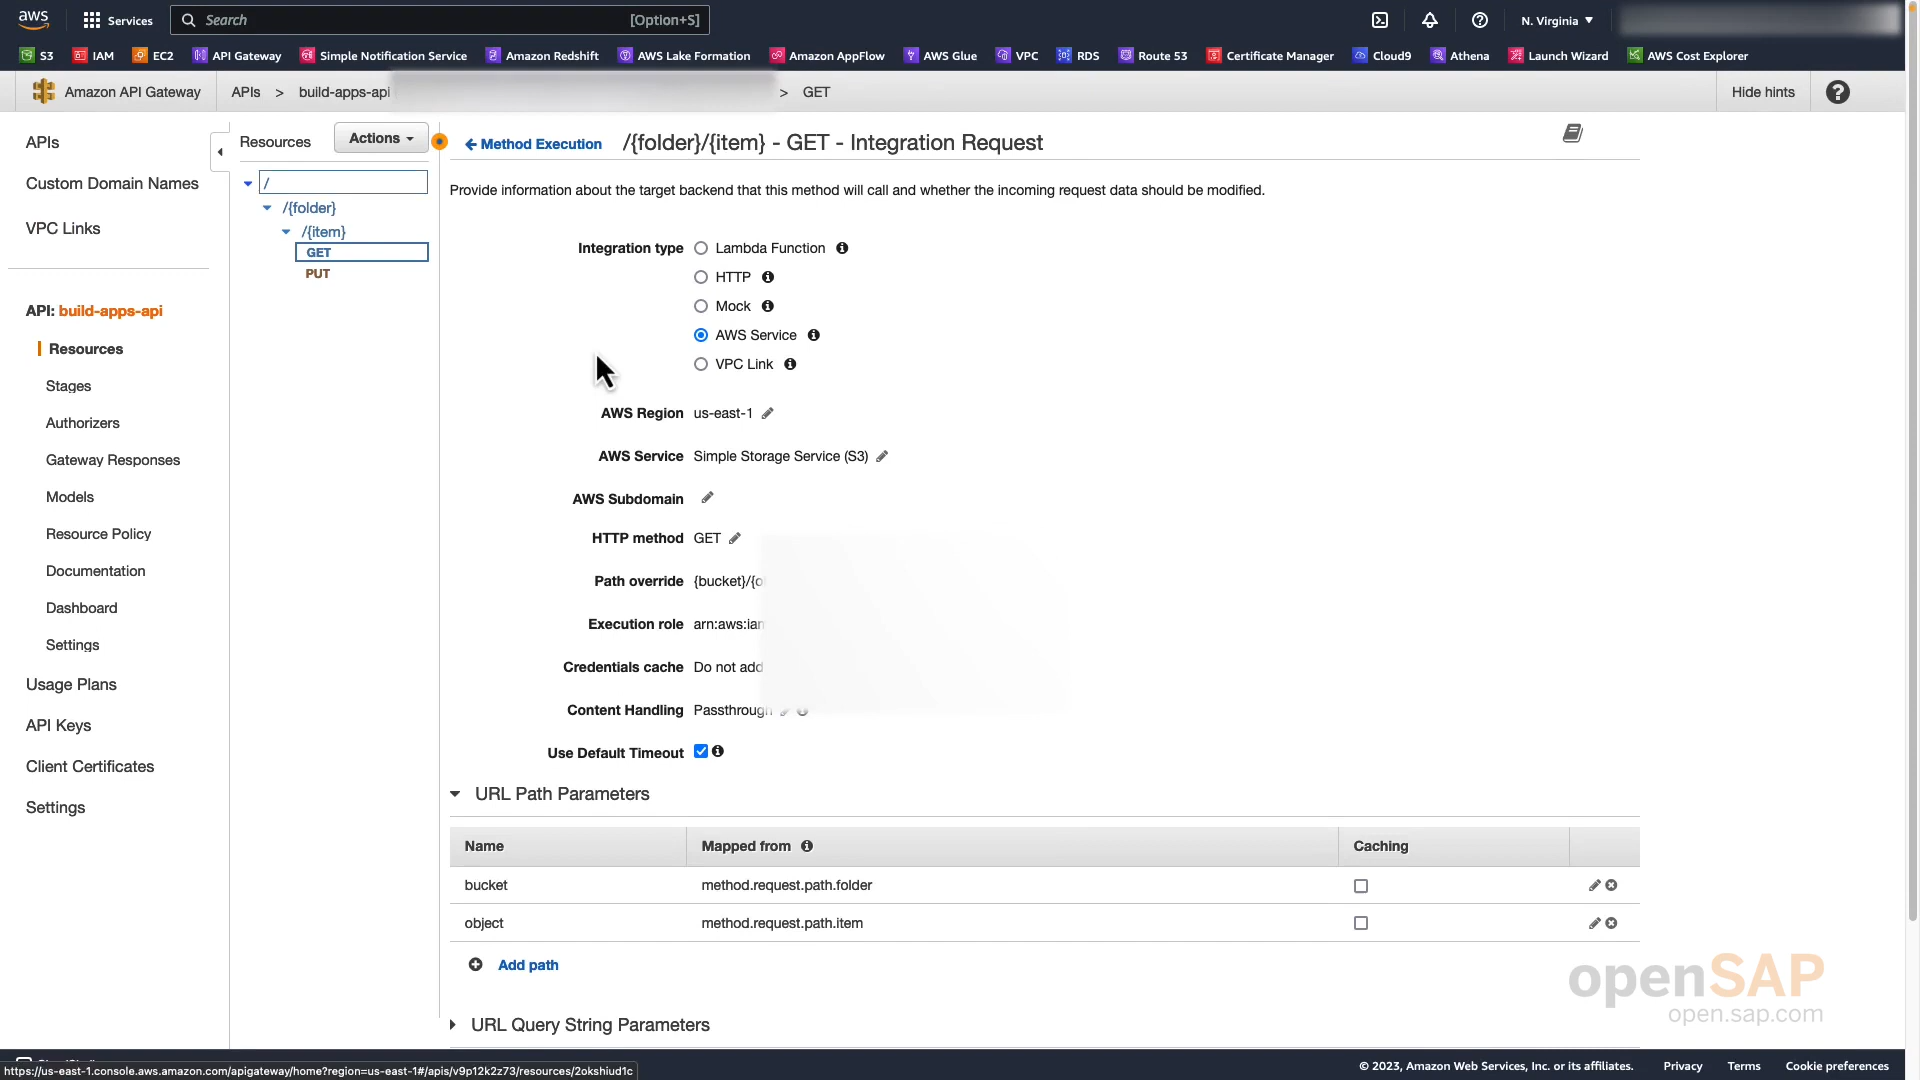 aws
Services
Search
[Option+S]
N. Virginia
S3
IAM
EC2
API Gateway
Simple Notification Service
Amazon Redshift
AWS Lake Formation
Amazon AppFlow
AWS Glue
VPC
RDS
Route 53
Certificate Manager
Cloud9
Athena
Launch Wizard
AWS Cost Explorer
Amazon API Gateway
APIs > build-apps-api > GET
Hide hints
APIs
Custom Domain Names
VPC Links
API: build-apps-api
Resources
Stages
Authorizers
Gateway Responses
Models
Resource Policy
Documentation
Dashboard
Settings
Usage Plans
API Keys
Client Certificates
Settings
Resources
Actions
/
/{folder}
/{item}
GET
PUT
Method Execution
/{folder}/{item} - GET - Integration Request
Provide information about the target backend that this method will call and whether the incoming request data should be modified.
Integration type
Lambda Function
HTTP
Mock
AWS Service
VPC Link
AWS Region us-east-1
AWS Service Simple Storage Service (S3)
AWS Subdomain
HTTP method GET
Path override {bucket}/{o
Execution role arn:aws:iam
Credentials cache Do not add
Content Handling Passthrough
Use Default Timeout
URL Path Parameters
Name Mapped from Caching
bucket method.request.path.folder
object method.request.path.item
Add path
URL Query String Parameters
openSAP
open.sap.com
https://us-east-1.console.aws.amazon.com/apigateway/home?region=us-east-1#/apis/v9p12k2z73/resources/2okshiud1c
© 2023, Amazon Web Services, Inc. or its affiliates.
Privacy
Terms
Cookie preferences